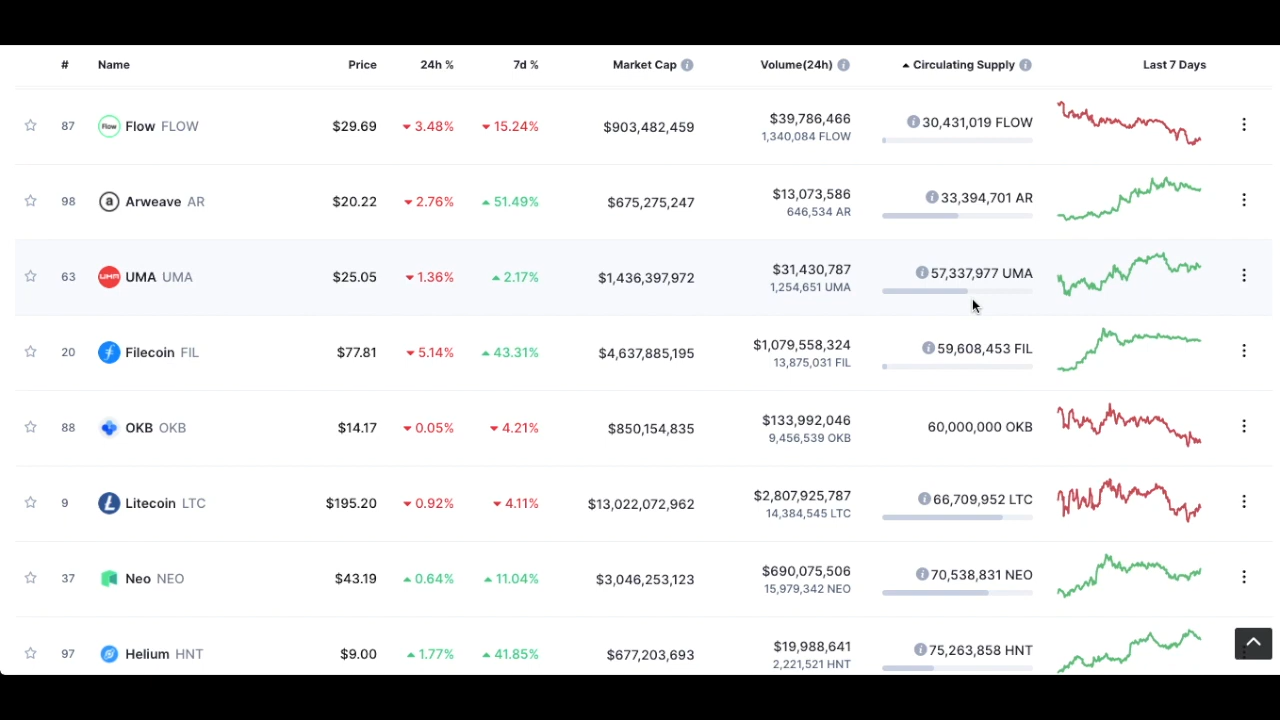 # Name Price 24h % 7d % Market Cap Volume(24h) Circulating Supply Last 7 Days
87 Flow FLOW $29.69 3.48% 15.24% $903,482,459 $39,786,466 30,431,019 FLOW
1,340,084 FLOW
98 Arweave AR $20.22 2.76% 51.49% $675,275,247 $13,073,586 33,394,701 AR
646,534 AR
63 UMA UMA $25.05 1.36% 2.17% $1,436,397,972 $31,430,787 57,337,977 UMA
1,254,651 UMA
20 Filecoin FIL $77.81 5.14% 43.31% $4,637,885,195 $1,079,558,324 59,608,453 FIL
13,875,031 FIL
88 OKB OKB $14.17 0.05% 4.21% $850,154,835 $133,992,046 60,000,000 OKB
9,456,539 OKB
9 Litecoin LTC $195.20 0.92% 4.11% $13,022,072,962 $2,807,925,787 66,709,952 LTC
14,384,545 LTC
37 Neo NEO $43.19 0.64% 11.04% $3,046,253,123 $690,075,506 70,538,831 NEO
15,979,342 NEO
97 Helium HNT $9.00 1.77% 41.85% $677,203,693 $19,988,641 75,263,858 HNT
2,221,521 HNT